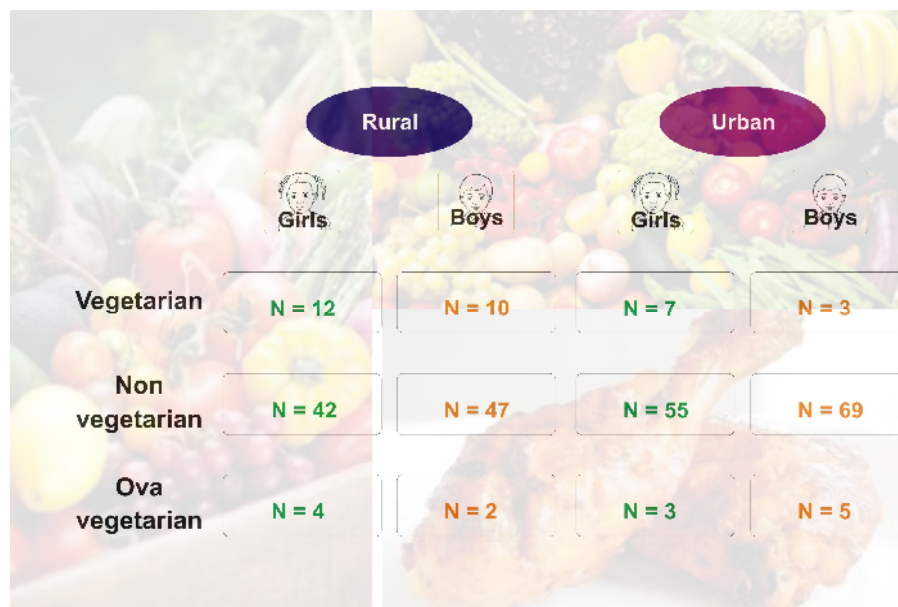 Rural Urban
Girls Boys Girls Boys
Vegetarian N = 12 N = 10 N = 7 N = 3
Non
vegetarian N = 42 N = 47 N = 55 N = 69
Ova
vegetarian N = 4 N = 2 N = 3 N = 5